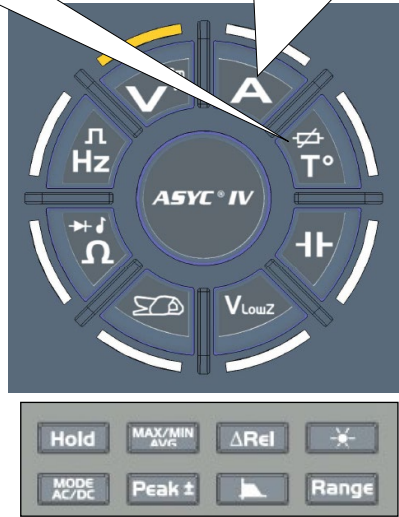 V
A
Hz
T°
ASYC® IV
Ω
VLowZ
Hold
MAX/MIN
AVG
ΔRel
MODE
AC/DC
Peak ±
Range